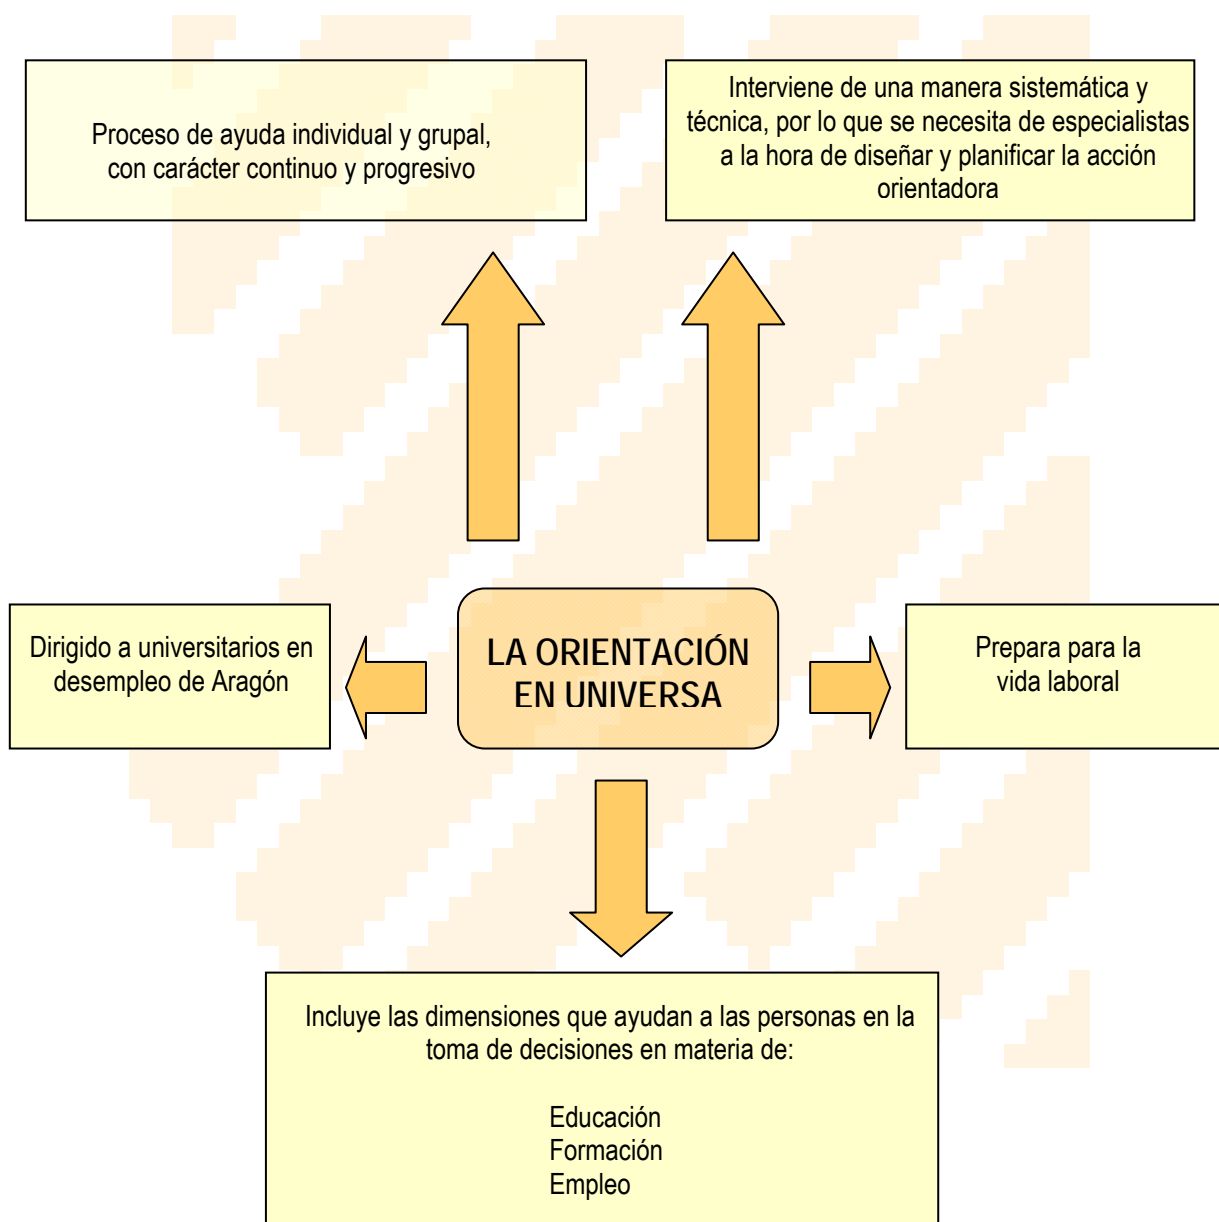 Proceso de ayuda individual y grupal,
con carácter continuo y progresivo
Interviene de una manera sistemática y
técnica, por lo que se necesita de especialistas
a la hora de diseñar y planificar la acción
orientadora
Dirigido a universitarios en
desempleo de Aragón
LA ORIENTACIÓN
EN UNIVERSA
Prepara para la
vida laboral
Incluye las dimensiones que ayudan a las personas en la
toma de decisiones en materia de:
Educación
Formación
Empleo